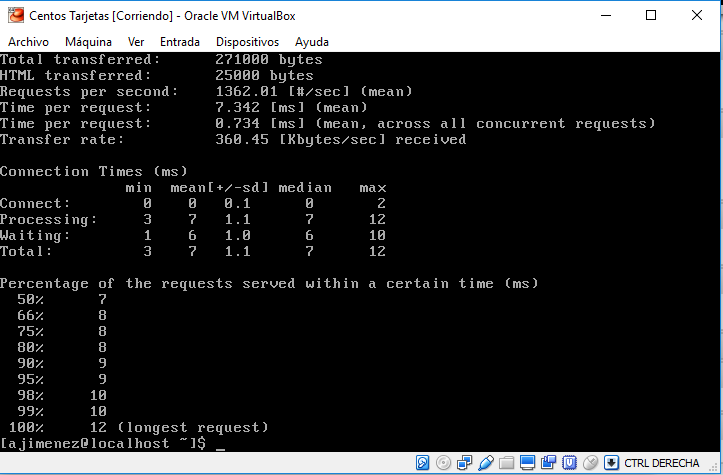 Centos Tarjetas [Corriendo] - Oracle VM VirtualBox
Archivo Máquina Ver Entrada Dispositivos Ayuda
Total transferred:      271000 bytes
HTML transferred:       25000 bytes
Requests per second:    1362.01 [#/sec] (mean)
Time per request:       7.342 [ms] (mean)
Time per request:       0.734 [ms] (mean, across all concurrent requests)
Transfer rate:          360.45 [Kbytes/sec] received

Connection Times (ms)
              min  mean[+/-sd] median   max
Connect:        0    0   0.1      0       2
Processing:     3    7   1.1      7      12
Waiting:        1    6   1.0      6      10
Total:          3    7   1.1      7      12

Percentage of the requests served within a certain time (ms)
  50%      7
  66%      8
  75%      8
  80%      8
  90%      9
  95%      9
  98%     10
  99%     10
 100%     12 (longest request)
[ajimenez@localhost ~]$ _
CTRL DERECHA